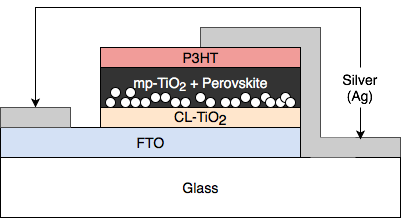 P3HT
mp-TiO₂ + Perovskite
Silver
(Ag)
CL-TiO₂
FTO
Glass